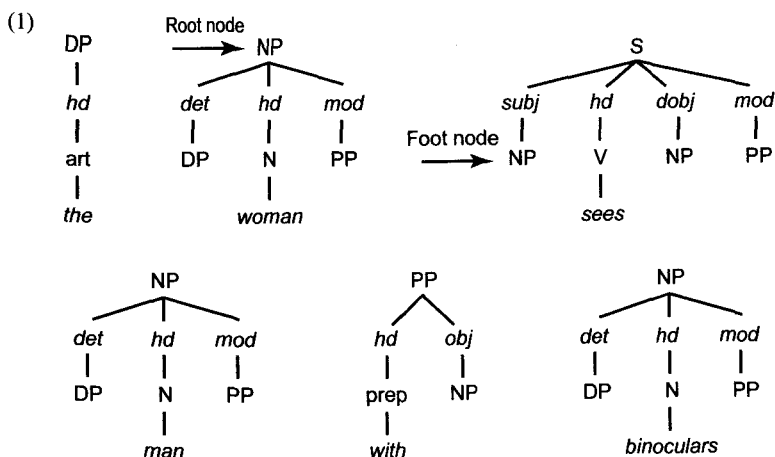 (1)
DP Root node NP S
hd det hd mod subj hd dobj mod
art DP N PP Foot node NP V NP PP
the woman sees
NP PP NP
det hd mod hd obj det hd mod
DP N PP prep NP DP N PP
man with binoculars